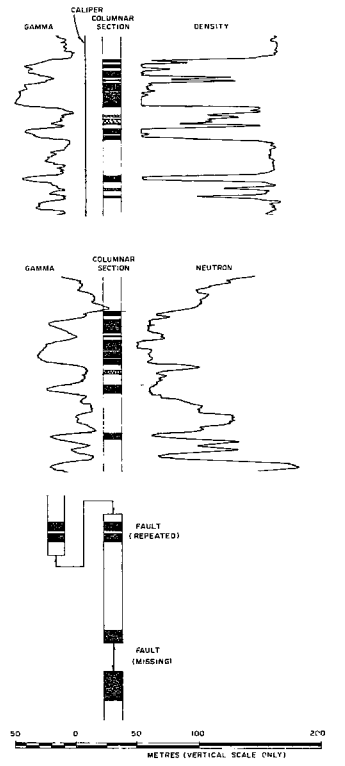 CALIPER
GAMMA
COLUMNAR
SECTION
DENSITY
GAMMA
COLUMNAR
SECTION
NEUTRON
FAULT
(REPEATED)
FAULT
(MISSING)
50 0 50 100 200
METRES (VERTICAL SCALE ONLY)